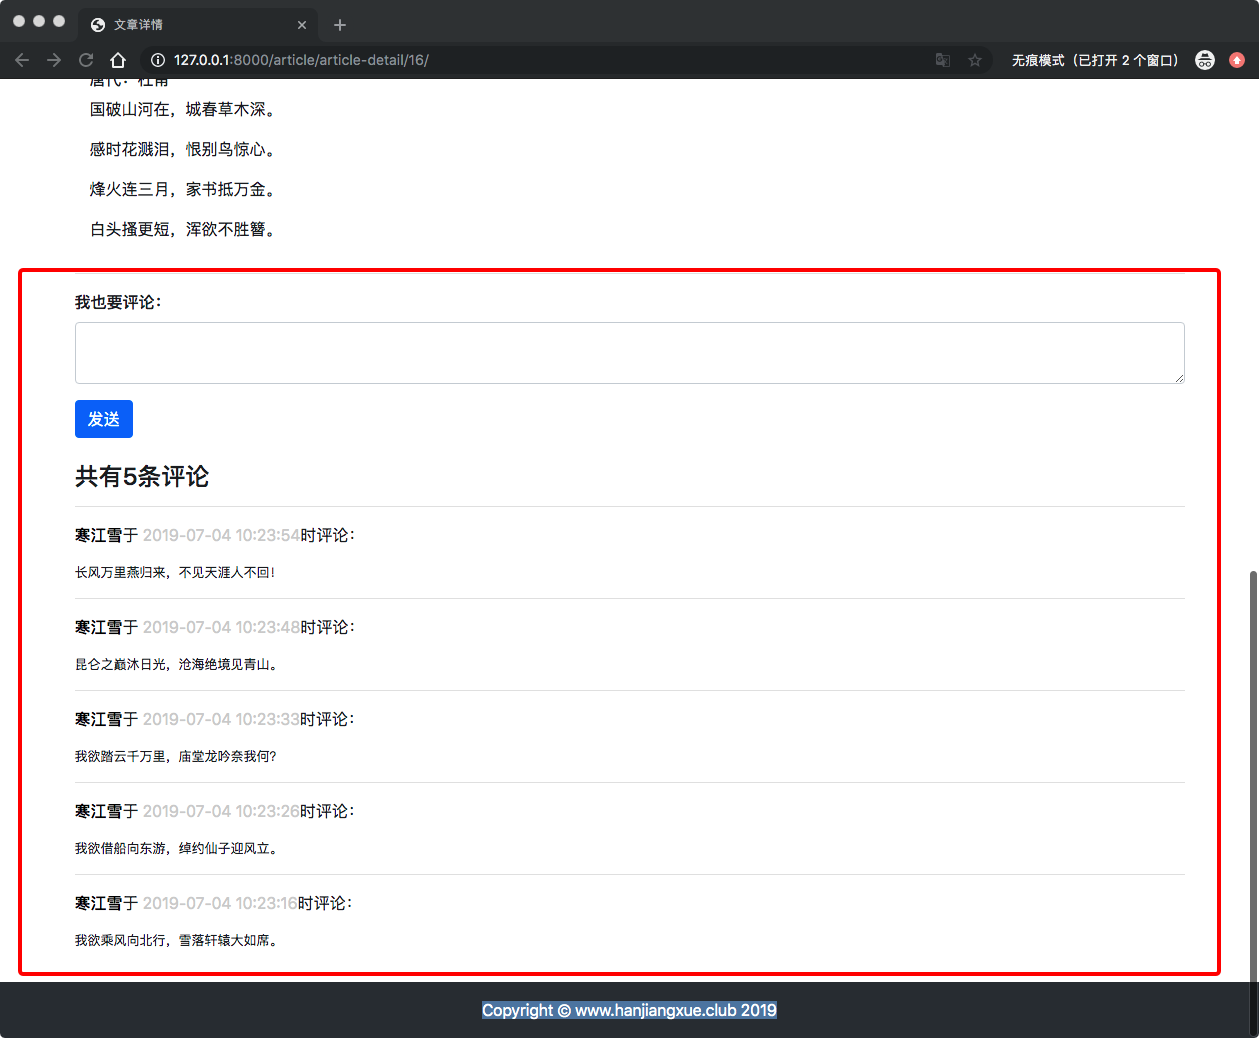 文章详情
127.0.0.1:8000/article/article-detail/16/
无痕模式（已打开 2 个窗口）
唐代：杜甫
国破山河在，城春草木深。
感时花溅泪，恨别鸟惊心。
烽火连三月，家书抵万金。
白头搔更短，浑欲不胜簪。
我也要评论：
发送
共有5条评论
寒江雪于 2019-07-04 10:23:54时评论：
长风万里燕归来，不见天涯人不回！
寒江雪于 2019-07-04 10:23:48时评论：
昆仑之巅沐日光，沧海绝境见青山。
寒江雪于 2019-07-04 10:23:33时评论：
我欲踏云千万里，庙堂龙吟奈我何？
寒江雪于 2019-07-04 10:23:26时评论：
我欲借船向东游，绰约仙子迎风立。
寒江雪于 2019-07-04 10:23:16时评论：
我欲乘风向北行，雪落轩辕大如席。
Copyright © www.hanjiangxue.club 2019